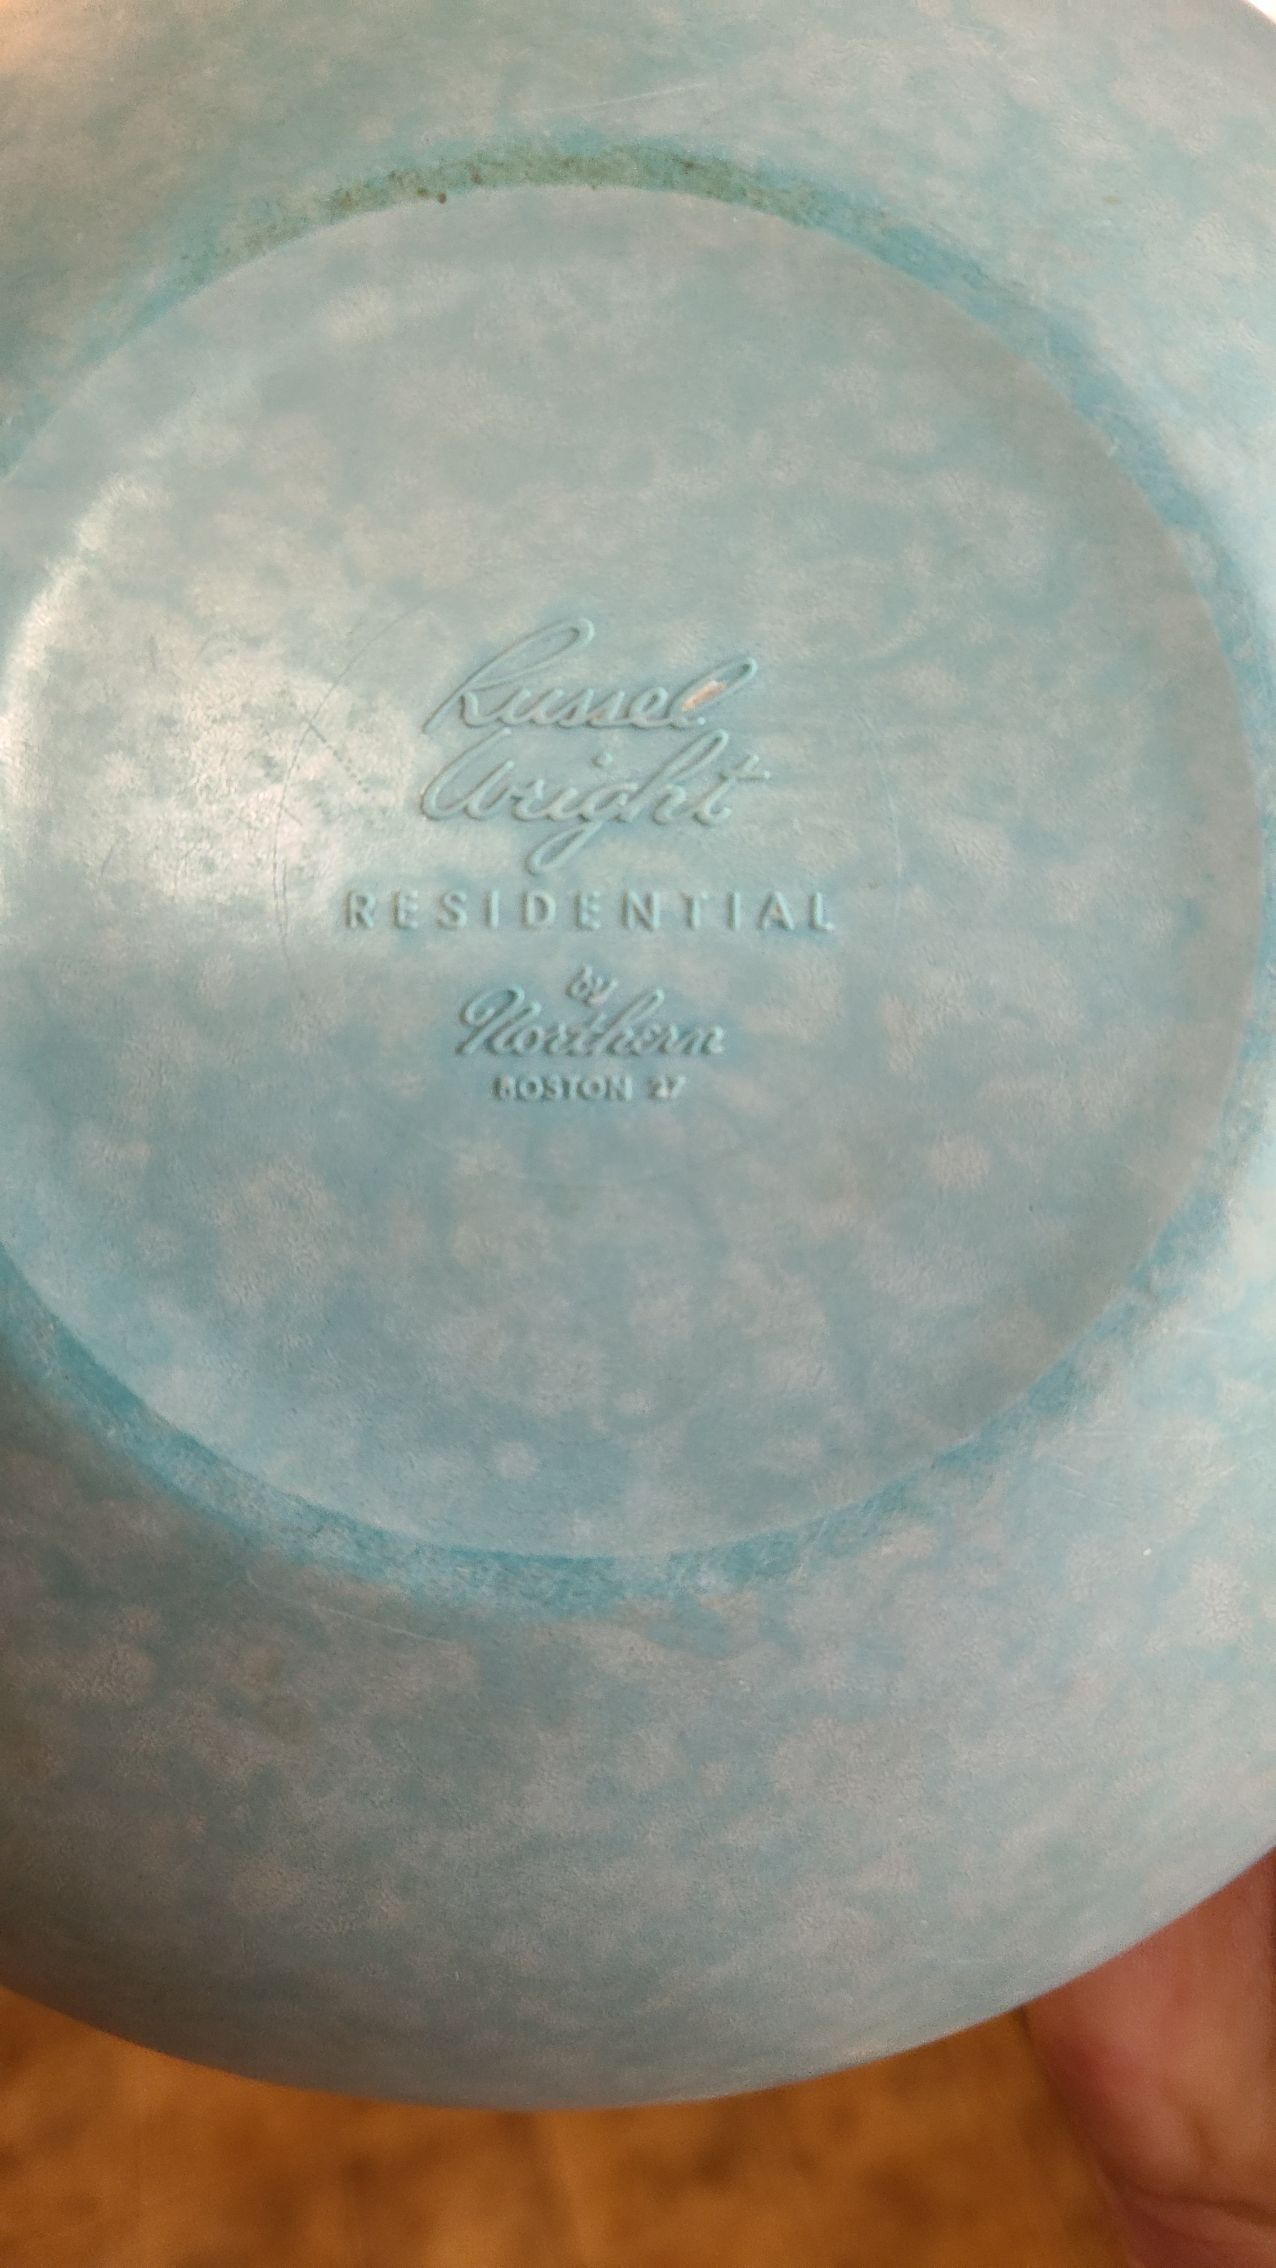 Russel
Wright
RESIDENTIAL
by
Northern
BOSTON 27